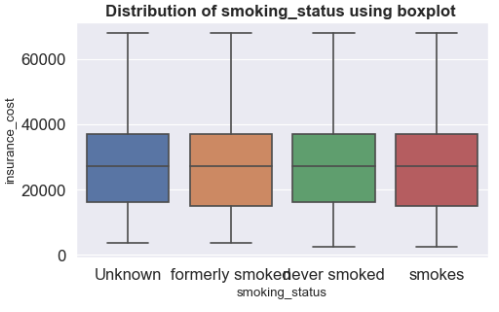 Distribution of smoking_status using boxplot
insurance_cost
60000
40000
20000
0
Unknown formerly smoked never smoked smokes
smoking_status